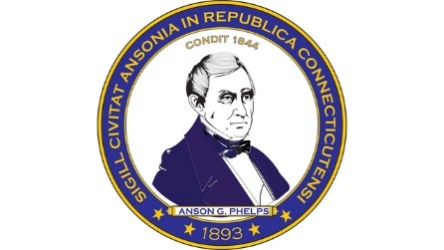 SIGILL. CIVITAT ANSONIA IN REPUBLICA CONNECTICUTENSI
CONDIT 1844
ANSON G. PHELPS
1893